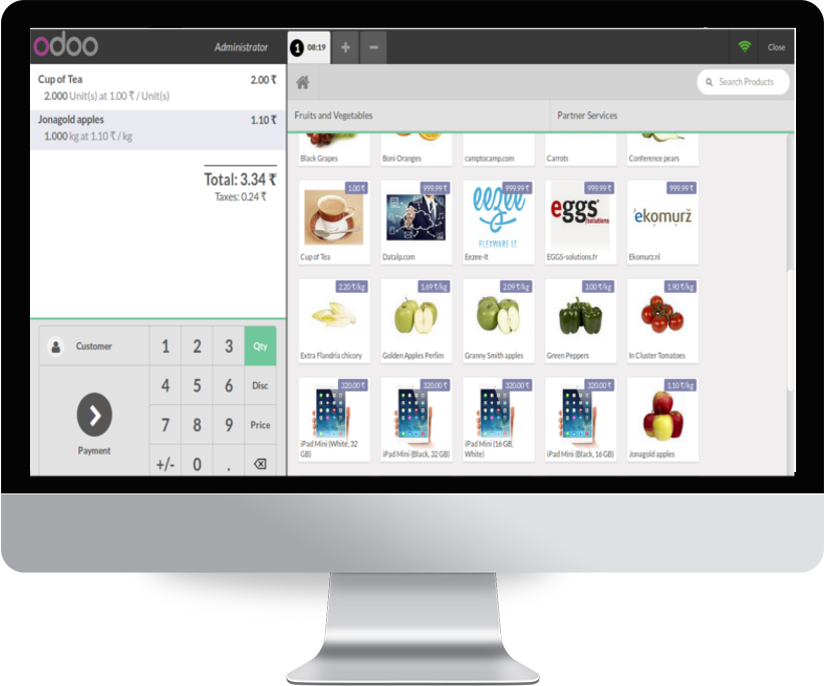 odoo
Administrator
1 08:19
+
−
Close
Search Products
Fruits and Vegetables
Partner Services
Cup of Tea 2.00 ₹
2.000 Unit(s) at 1.00 ₹ / Unit(s)
Jonagold apples 1.10 ₹
1.000 kg at 1.10 ₹ / kg
Total: 3.34 ₹
Taxes: 0.24 ₹
Customer
1 2 3 Qty
4 5 6 Disc
7 8 9 Price
+/- 0 .
Payment
Black Grapes
Boni Oranges
camptocamp.com
Carrots
Conference pears
1.00 ₹
Cup of Tea
999.99 ₹
Datalp.com
999.99 ₹
eezee
FLEXWARE I.T.
Eezee-It
999.99 ₹
eggs
solutions
EGGS-solutions.fr
999.99 ₹
ekomurż
Ekomurz.nl
2.20 ₹/kg
Extra Flandria chicory
1.69 ₹/kg
Golden Apples Perlim
2.09 ₹/kg
Granny Smith apples
3.00 ₹/kg
Green Peppers
1.90 ₹/kg
In Cluster Tomatoes
320.00 ₹
iPad Mini (White, 32
GB)
320.00 ₹
iPad Mini (Black, 32 GB)
320.00 ₹
iPad Mini (16 GB,
White)
320.00 ₹
iPad Mini (Black, 16 GB)
1.10 ₹/kg
Jonagold apples